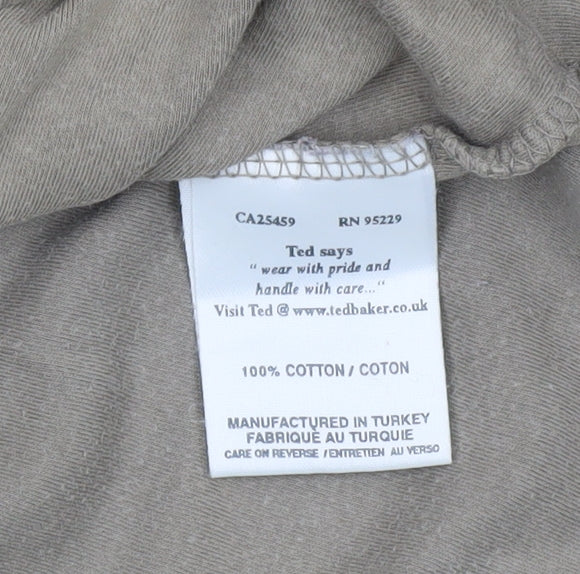 CA25459 RN 95229
Ted says
" wear with pride and
handle with care..."
Visit Ted @ www.tedbaker.co.uk
100% COTTON / COTON
MANUFACTURED IN TURKEY
FABRIQUÈ AU TURQUIE
CARE ON REVERSE / ENTRETIEN AU VERSO